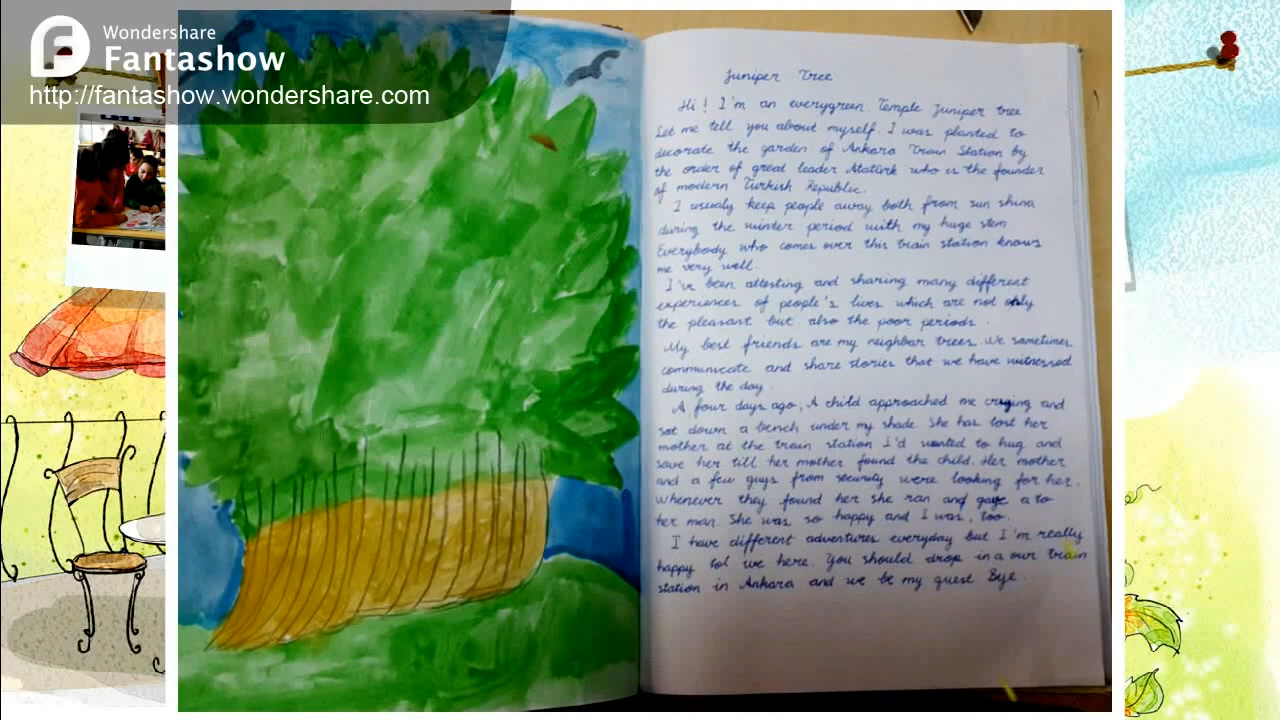 Wondershare
Fantashow
http://fantashow.wondershare.com
Juniper Tree
Hi! I'm an everygreen Temple Juniper tree
Let me tell you about myself. I was planted to
decorate the garden of Ankara Train Station by
the order of great leader Atatürk who is the founder
of modern Turkish Republic.
I usualy keep people away both from sun shina
during the winter period with my huge stem
Everybody who comes over this train station knows
me very well.
I've been attesting and sharing many different
experiences of people's lives which are not only
the pleasant but also the poor periods.
My best friends are my neighbar trees. We sometimes
communicate and share stories that we have witnessed
during the day.
A four days ago, A child approached me crying and
sat down a bench under my shade. She has lost her
mother at the train station I'd wanted to hug and
save her till her mother found the child. Her mother
and a few guys from security were looking for her.
Whenever they found her she ran and gave a to
her mam. She was so happy and I was, too.
I have different adventures everyday but I'm really
happy we here. You should drop in a our train
station in Ankara and we be my guest Bye.